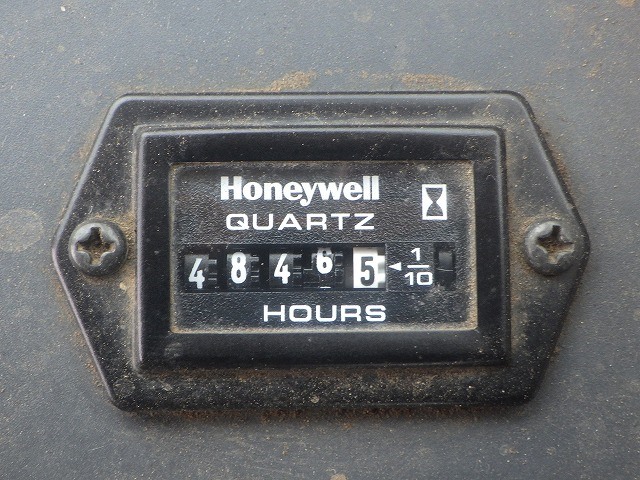 Honeywell
QUARTZ
48465 ◄ 1/10
HOURS